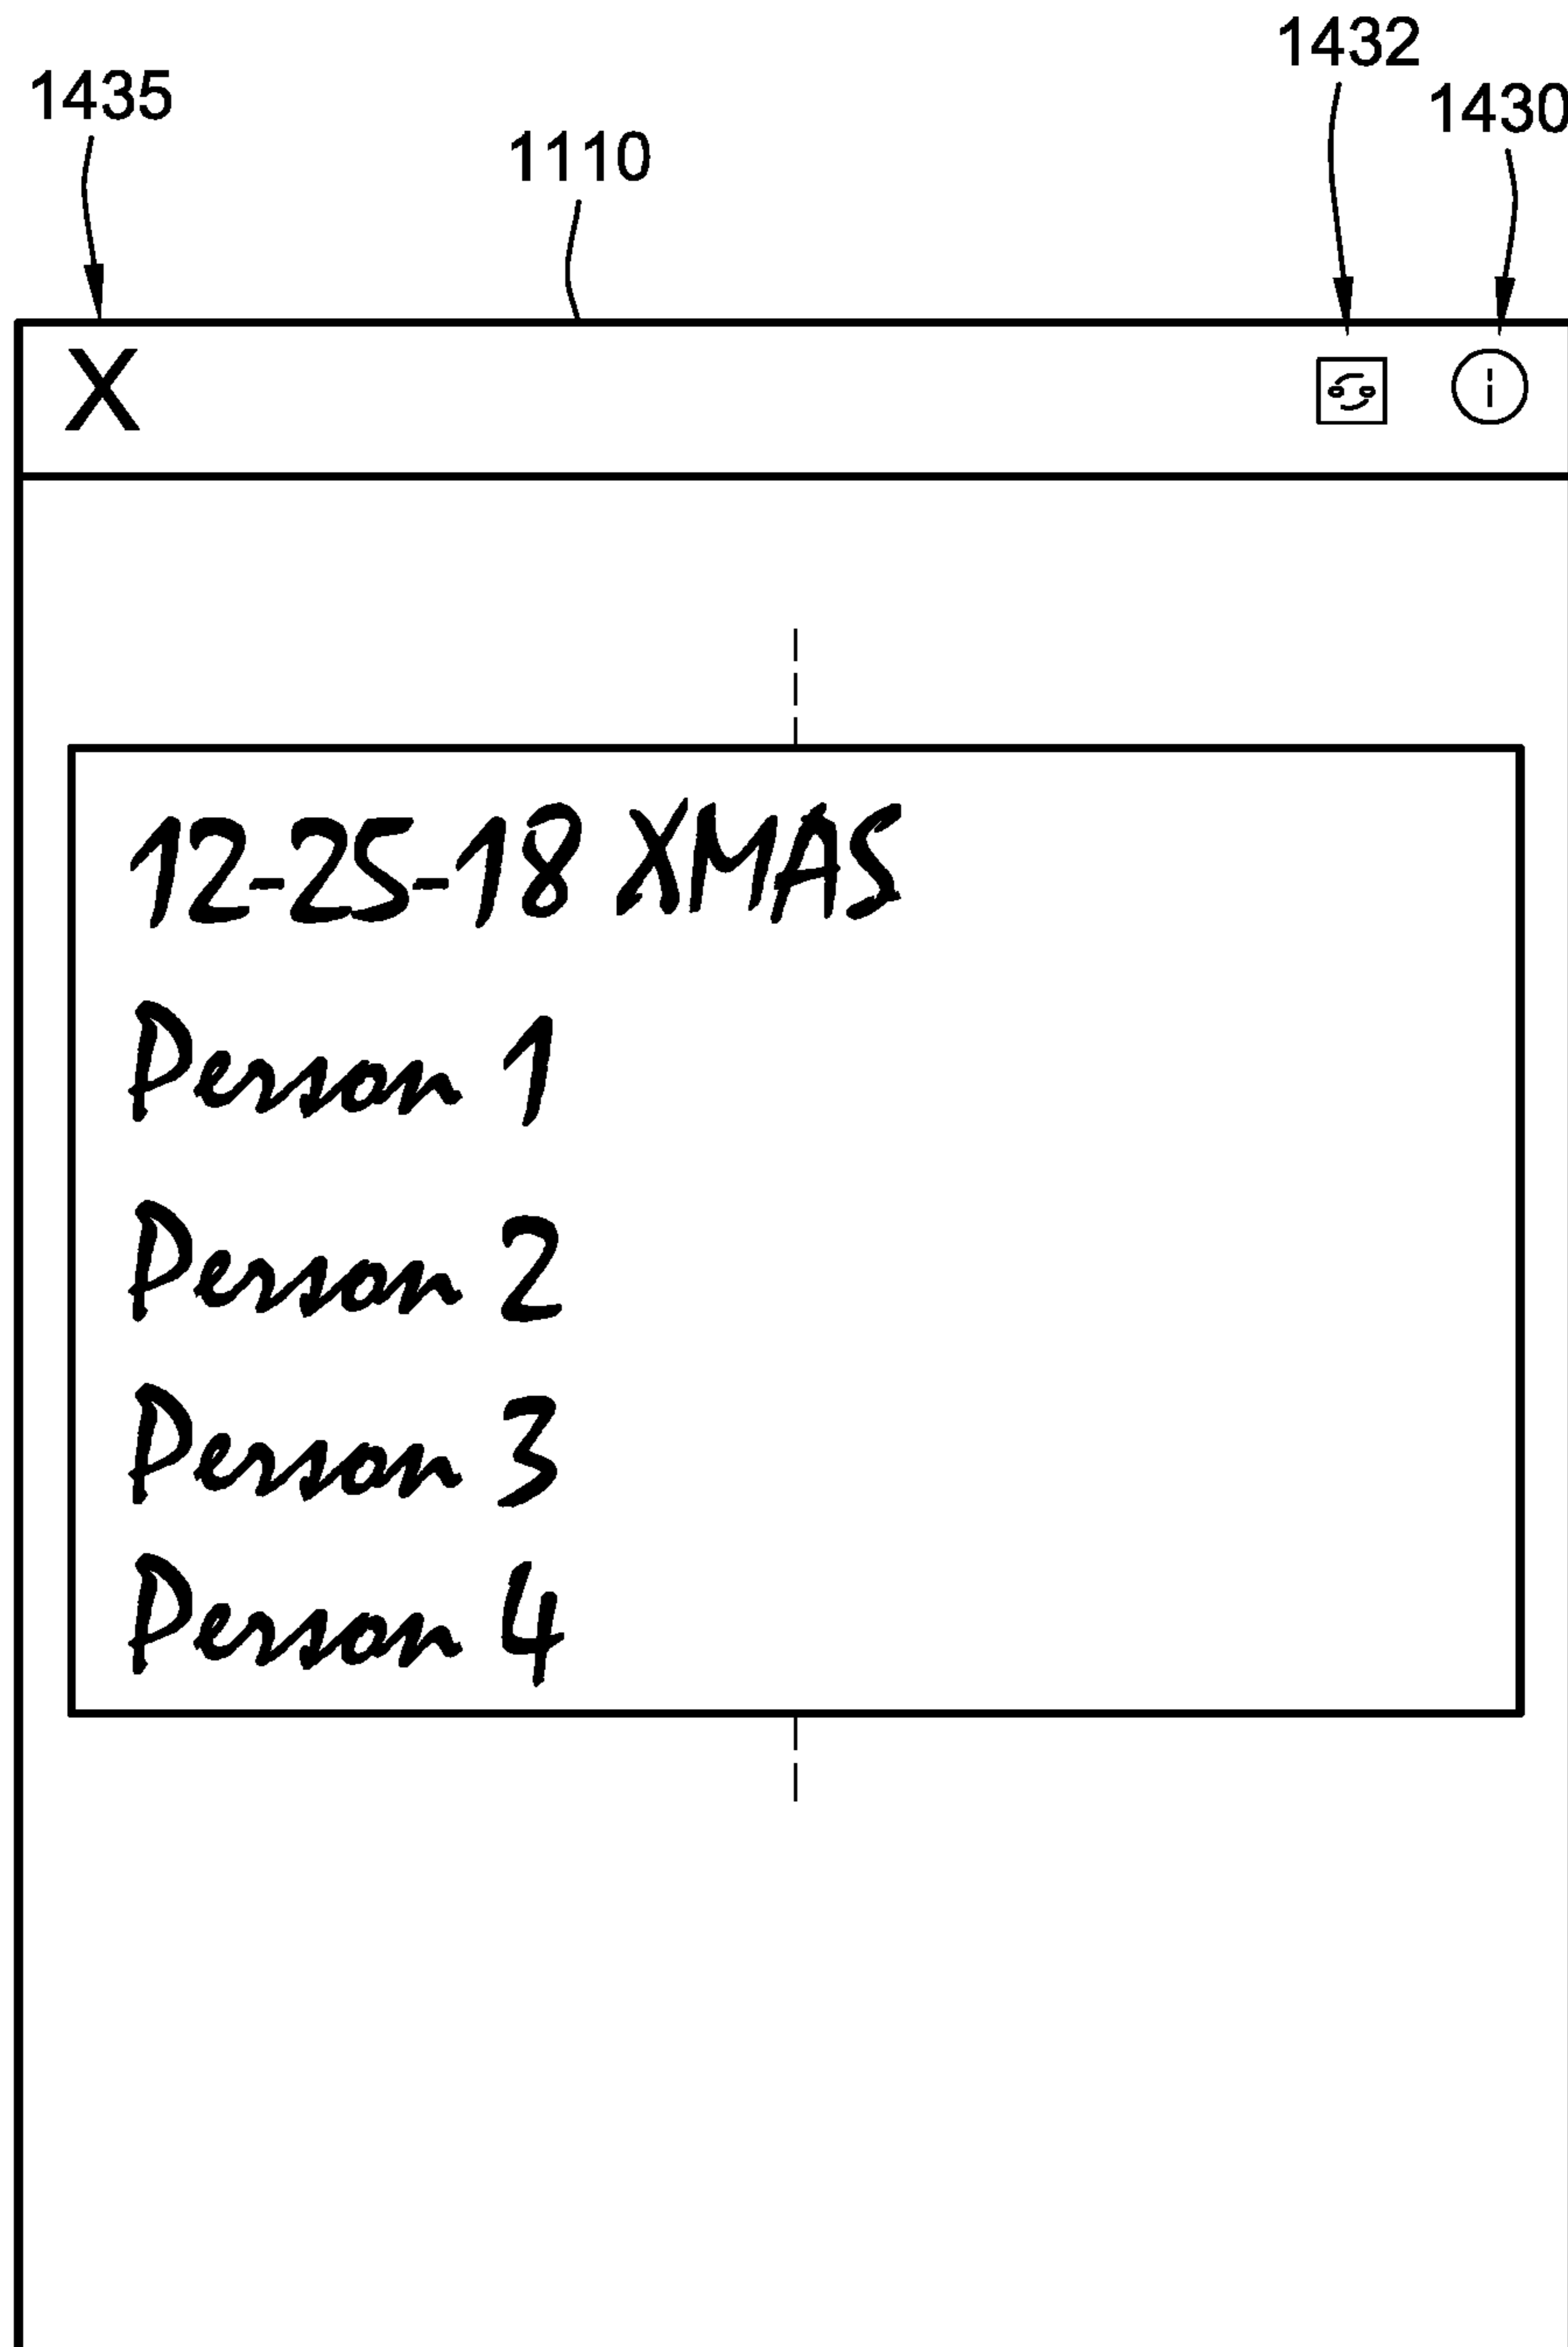 1432
1435
1430
1110
X
i
12-25-18 XMAS
Person 1
Person 2
Person 3
Person 4